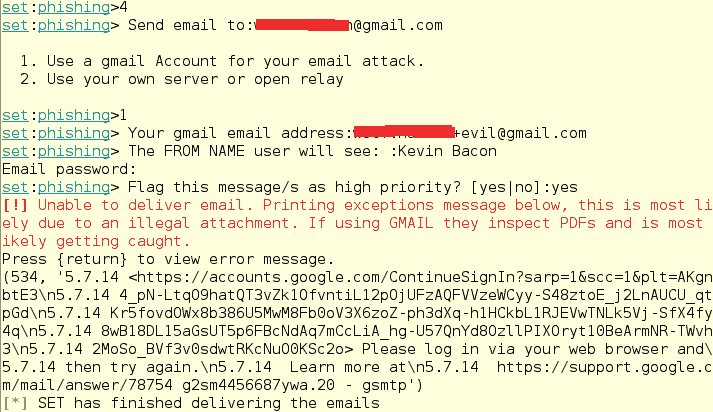 set:phishing>4
set:phishing> Send email to: n@gmail.com
1. Use a gmail Account for your email attack.
2. Use your own server or open relay
set:phishing>1
set:phishing> Your gmail email address: +evil@gmail.com
set:phishing> The FROM NAME user will see: :Kevin Bacon
Email password:
set:phishing> Flag this message/s as high priority? [yes|no]:yes
[!] Unable to deliver email. Printing exceptions message below, this is most li
ely due to an illegal attachment. If using GMAIL they inspect PDFs and is most
ikely getting caught.
Press {return} to view error message.
(534, '5.7.14 <https://accounts.google.com/ContinueSignIn?sarp=1&scc=1&plt=AKgn
btE3\n5.7.14 4_pN-LtqO9hatQT3vZk1OfvntiL12pOjUFzAQFVVzeWCyy-S48ztoE_j2LnAUCU_qt
pGd\n5.7.14 Kr5fovdOWx8b386U5MwM8Fb0oV3X6zoZ-ph3dXq-h1HCkbL1RJEVwTNLk5Vj-SfX4fy
4q\n5.7.14 8wB18DL15aGsUT5p6FBcNdAq7mCcLiA_hg-U57QnYd8OzllPIXOryt10BeArmNR-TWvh
3\n5.7.14 2MoSo_BVf3v0sdwtRKcNuO0KSc2o> Please log in via your web browser and\
5.7.14 then try again.\n5.7.14  Learn more at\n5.7.14  https://support.google.c
m/mail/answer/78754 g2sm4456687ywa.20 - gsmtp')
[*] SET has finished delivering the emails